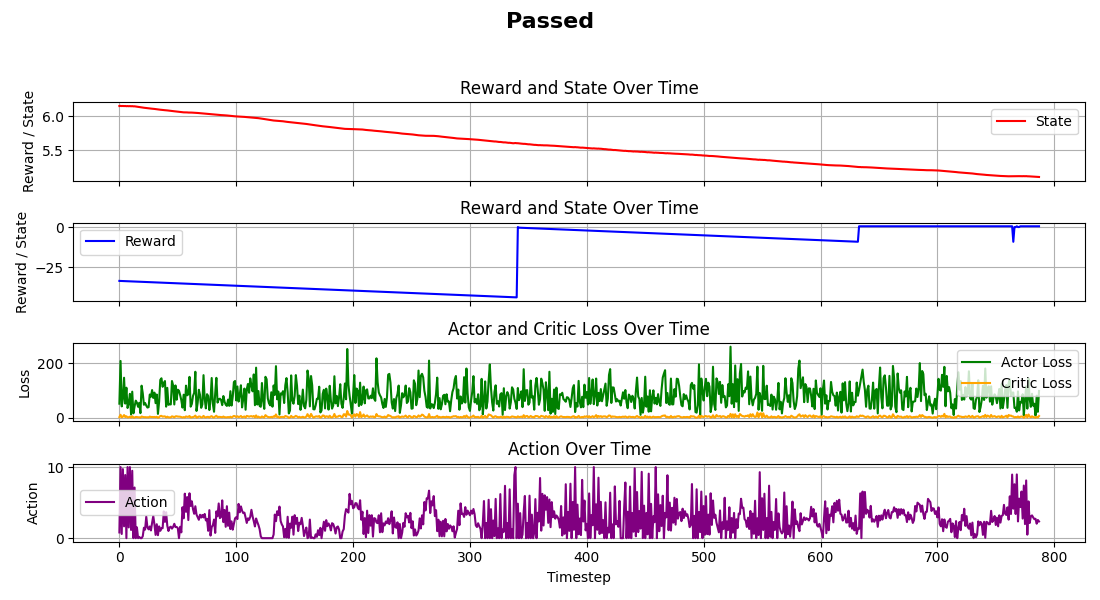 Passed
Reward and State Over Time
Reward / State
6.0
5.5
State
Reward and State Over Time
Reward / State
0
−25
Reward
Actor and Critic Loss Over Time
Loss
200
0
Actor Loss
Critic Loss
Action Over Time
Action
10
5
0
Action
0 100 200 300 400 500 600 700 800
Timestep